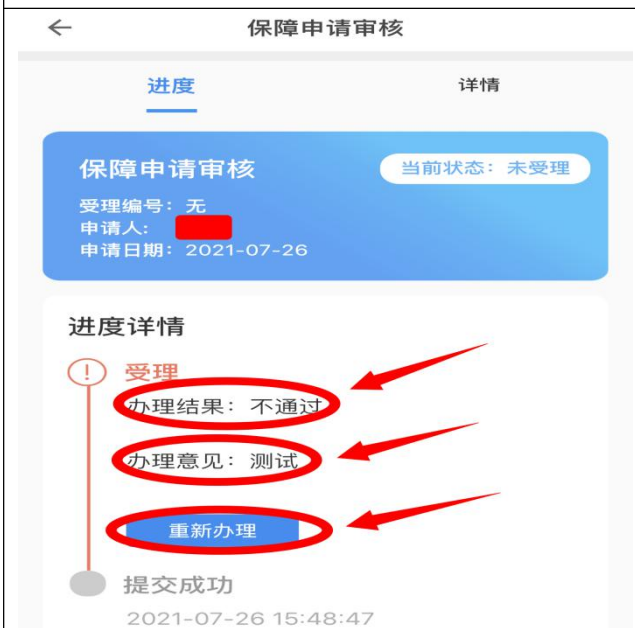 保障申请审核
进度
详情
保障申请审核
当前状态：未受理
受理编号：无
申请人:
申请日期：2021-07-26
进度详情
受理
办理结果：不通过
办理意见：测试
重新办理
提交成功
2021-07-26 15:48:47